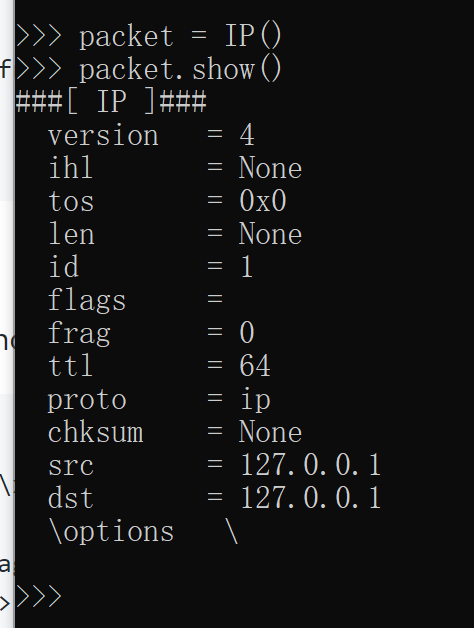 >>> packet = IP()
>>> packet.show()
###[ IP ]###
  version   = 4
  ihl       = None
  tos       = 0x0
  len       = None
  id        = 1
  flags     =
  frag      = 0
  ttl       = 64
  proto     = ip
  chksum    = None
  src       = 127.0.0.1
  dst       = 127.0.0.1
  \options   \
>>>